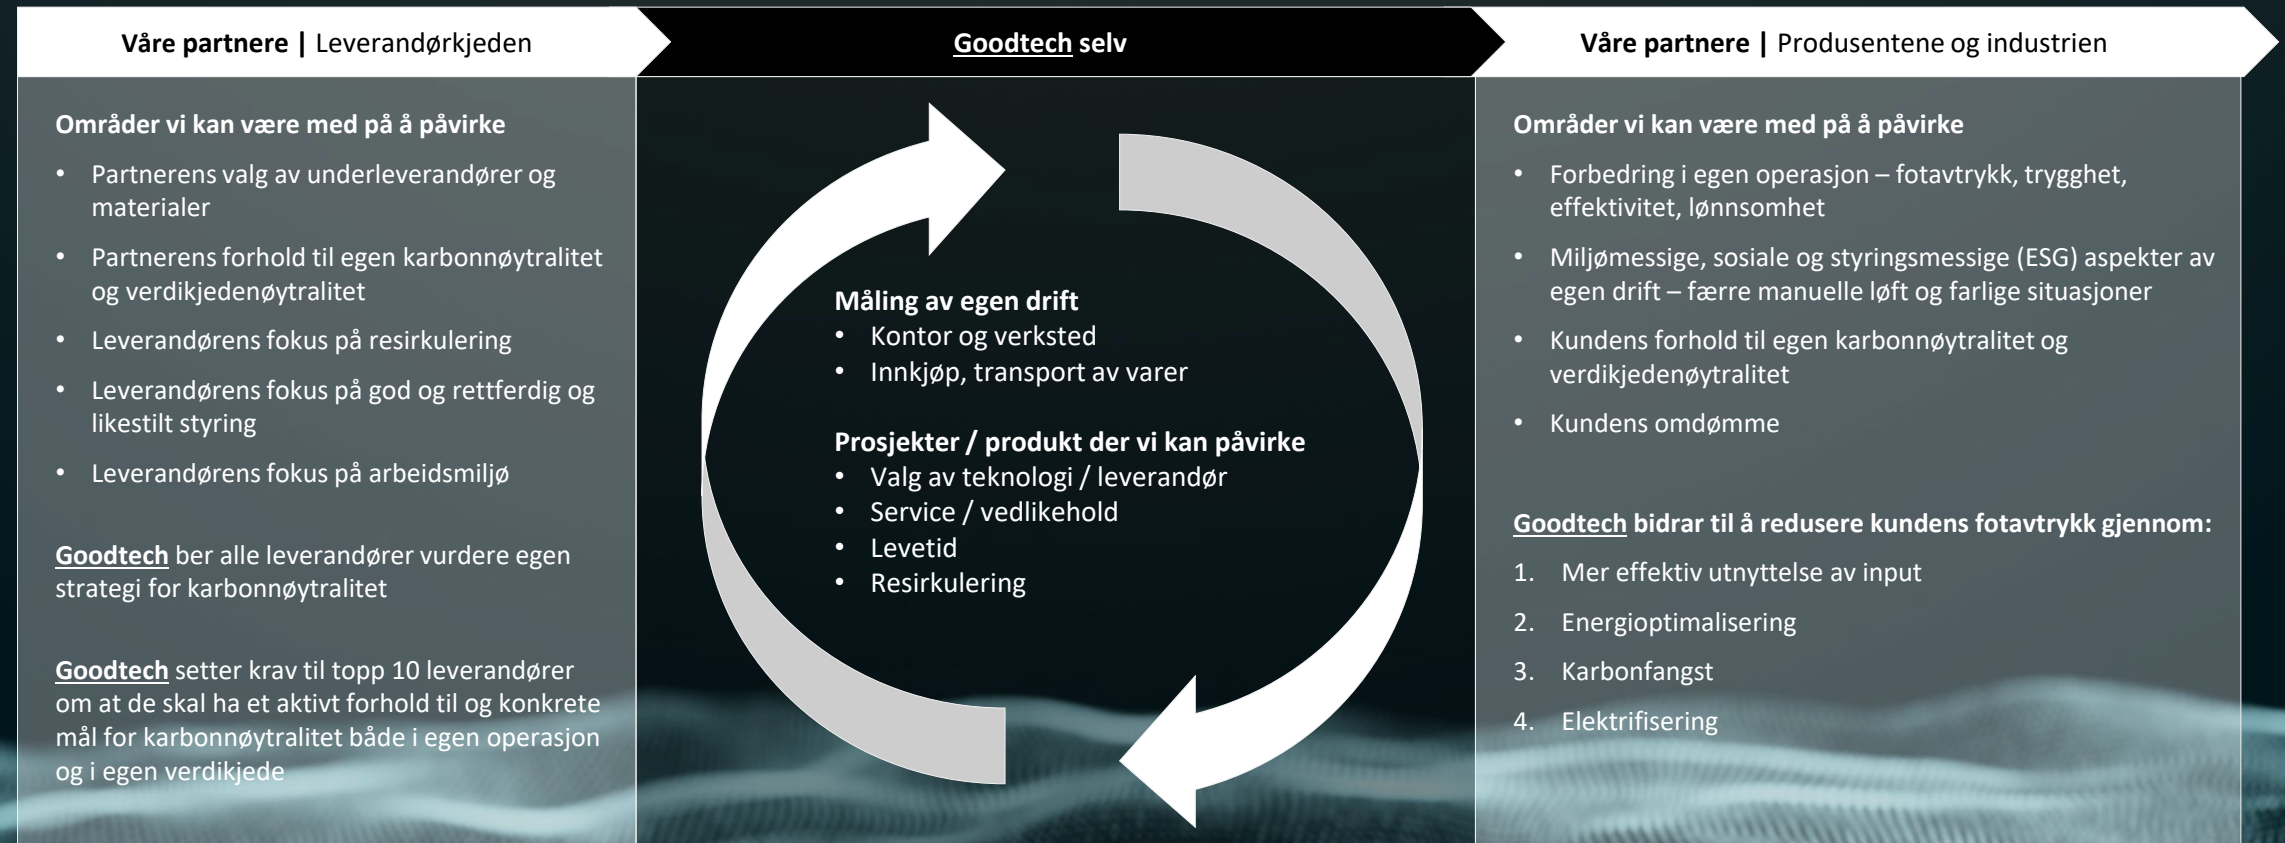 Våre partnere | Leverandørkjeden
Goodtech selv
Våre partnere | Produsentene og industrien
Områder vi kan være med på å påvirke
• Partnerens valg av underleverandører og
materialer
• Partnerens forhold til egen karbonnøytralitet
og verdikjedenøytralitet
• Leverandørens fokus på resirkulering
• Leverandørens fokus på god og rettferdig og
likestilt styring
• Leverandørens fokus på arbeidsmiljø
Goodtech ber alle leverandører vurdere egen
strategi for karbonnøytralitet
Goodtech setter krav til topp 10 leverandører
om at de skal ha et aktivt forhold til og konkrete
mål for karbonnøytralitet både i egen operasjon
og i egen verdikjede
Måling av egen drift
• Kontor og verksted
• Innkjøp, transport av varer
Prosjekter / produkt der vi kan påvirke
• Valg av teknologi / leverandør
• Service / vedlikehold
• Levetid
• Resirkulering
Områder vi kan være med på å påvirke
• Forbedring i egen operasjon – fotavtrykk, trygghet,
effektivitet, lønnsomhet
• Miljømessige, sosiale og styringsmessige (ESG) aspekter av
egen drift – færre manuelle løft og farlige situasjoner
• Kundens forhold til egen karbonnøytralitet og
verdikjedenøytralitet
• Kundens omdømme
Goodtech bidrar til å redusere kundens fotavtrykk gjennom:
1. Mer effektiv utnyttelse av input
2. Energioptimalisering
3. Karbonfangst
4. Elektrifisering